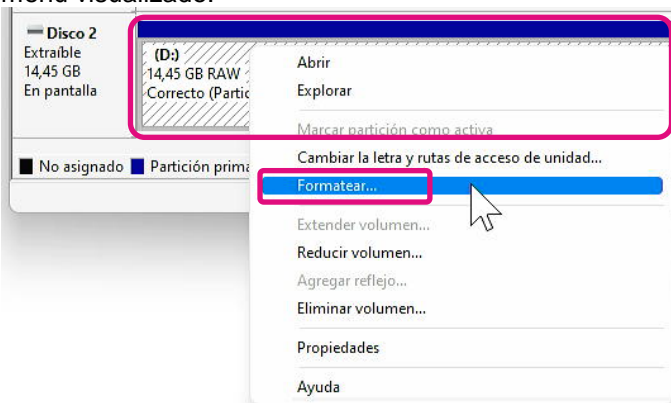 menú visualizado.
Disco 2
Extraíble
14,45 GB
En pantalla
(D:)
14,45 GB RAW
Correcto (Partic
No asignado Partición prima
Abrir
Explorar
Marcar partición como activa
Cambiar la letra y rutas de acceso de unidad...
Formatear...
Extender volumen...
Reducir volumen...
Agregar reflejo...
Eliminar volumen...
Propiedades
Ayuda